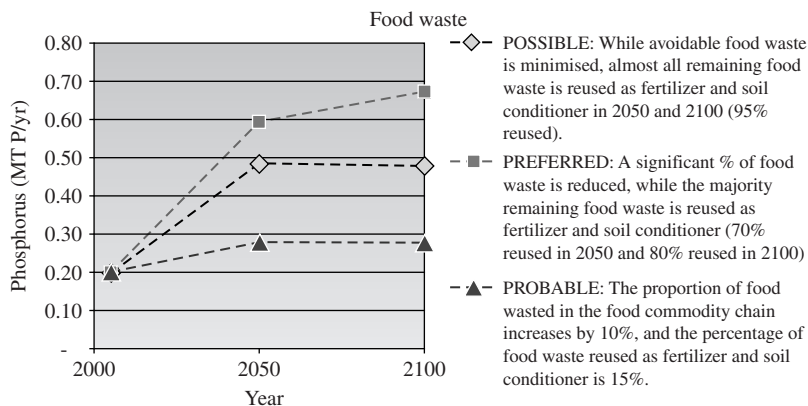 Food waste
0.80
0.70
0.60
0.50
0.40
0.30
0.20
0.10
-
Phosphorus (MT P/yr)
2000
2050
2100
Year
POSSIBLE: While avoidable food waste
is minimised, almost all remaining food
waste is reused as fertilizer and soil
conditioner in 2050 and 2100 (95%
reused).
PREFERRED: A significant % of food
waste is reduced, while the majority
remaining food waste is reused as
fertilizer and soil conditioner (70%
reused in 2050 and 80% reused in 2100)
PROBABLE: The proportion of food
wasted in the food commodity chain
increases by 10%, and the percentage of
food waste reused as fertilizer and soil
conditioner is 15%.